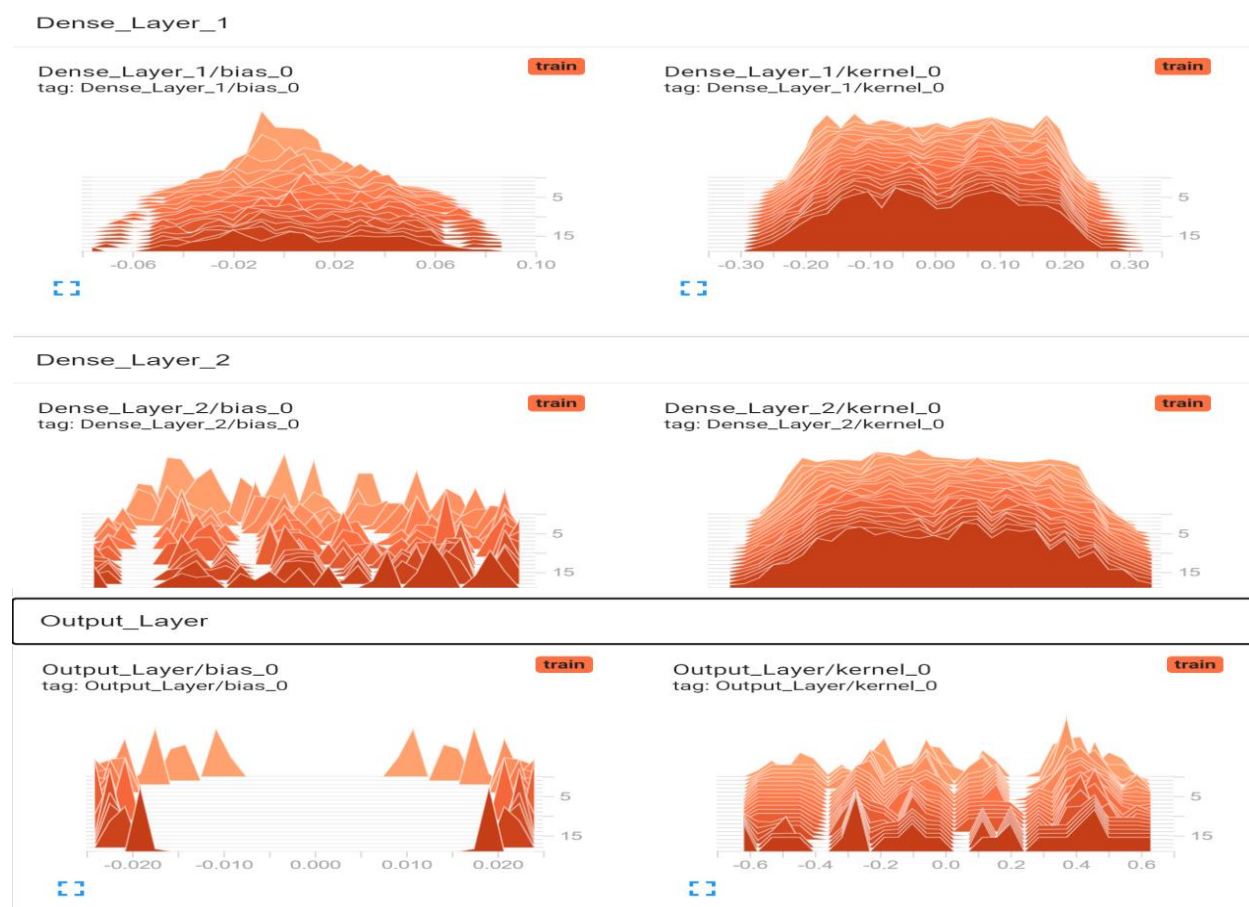 Dense_Layer_1
Dense_Layer_1/bias_0
train
tag: Dense_Layer_1/bias_0
5
15
-0.06 -0.02 0.02 0.06 0.10
Dense_Layer_1/kernel_0
train
tag: Dense_Layer_1/kernel_0
5
15
-0.30 -0.20 -0.10 0.00 0.10 0.20 0.30
Dense_Layer_2
Dense_Layer_2/bias_0
train
tag: Dense_Layer_2/bias_0
5
15
Dense_Layer_2/kernel_0
train
tag: Dense_Layer_2/kernel_0
5
15
Output_Layer
Output_Layer/bias_0
train
tag: Output_Layer/bias_0
5
15
-0.020 -0.010 0.000 0.010 0.020
Output_Layer/kernel_0
train
tag: Output_Layer/kernel_0
5
15
-0.6 -0.4 -0.2 0.0 0.2 0.4 0.6